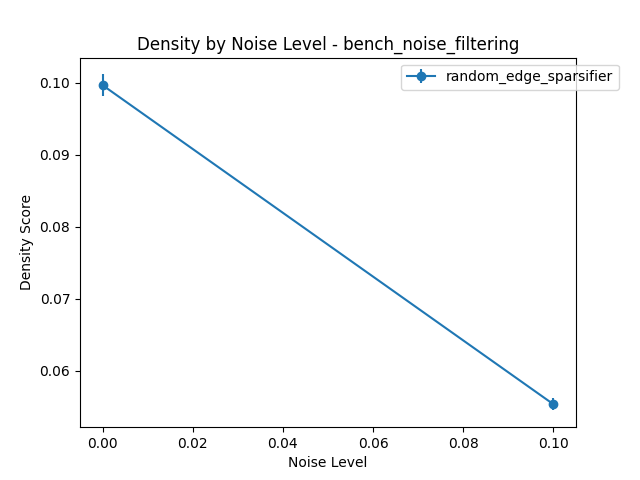 Density by Noise Level - bench_noise_filtering
random_edge_sparsifier
0.10
0.09
0.08
0.07
0.06
Density Score
0.00 0.02 0.04 0.06 0.08 0.10
Noise Level